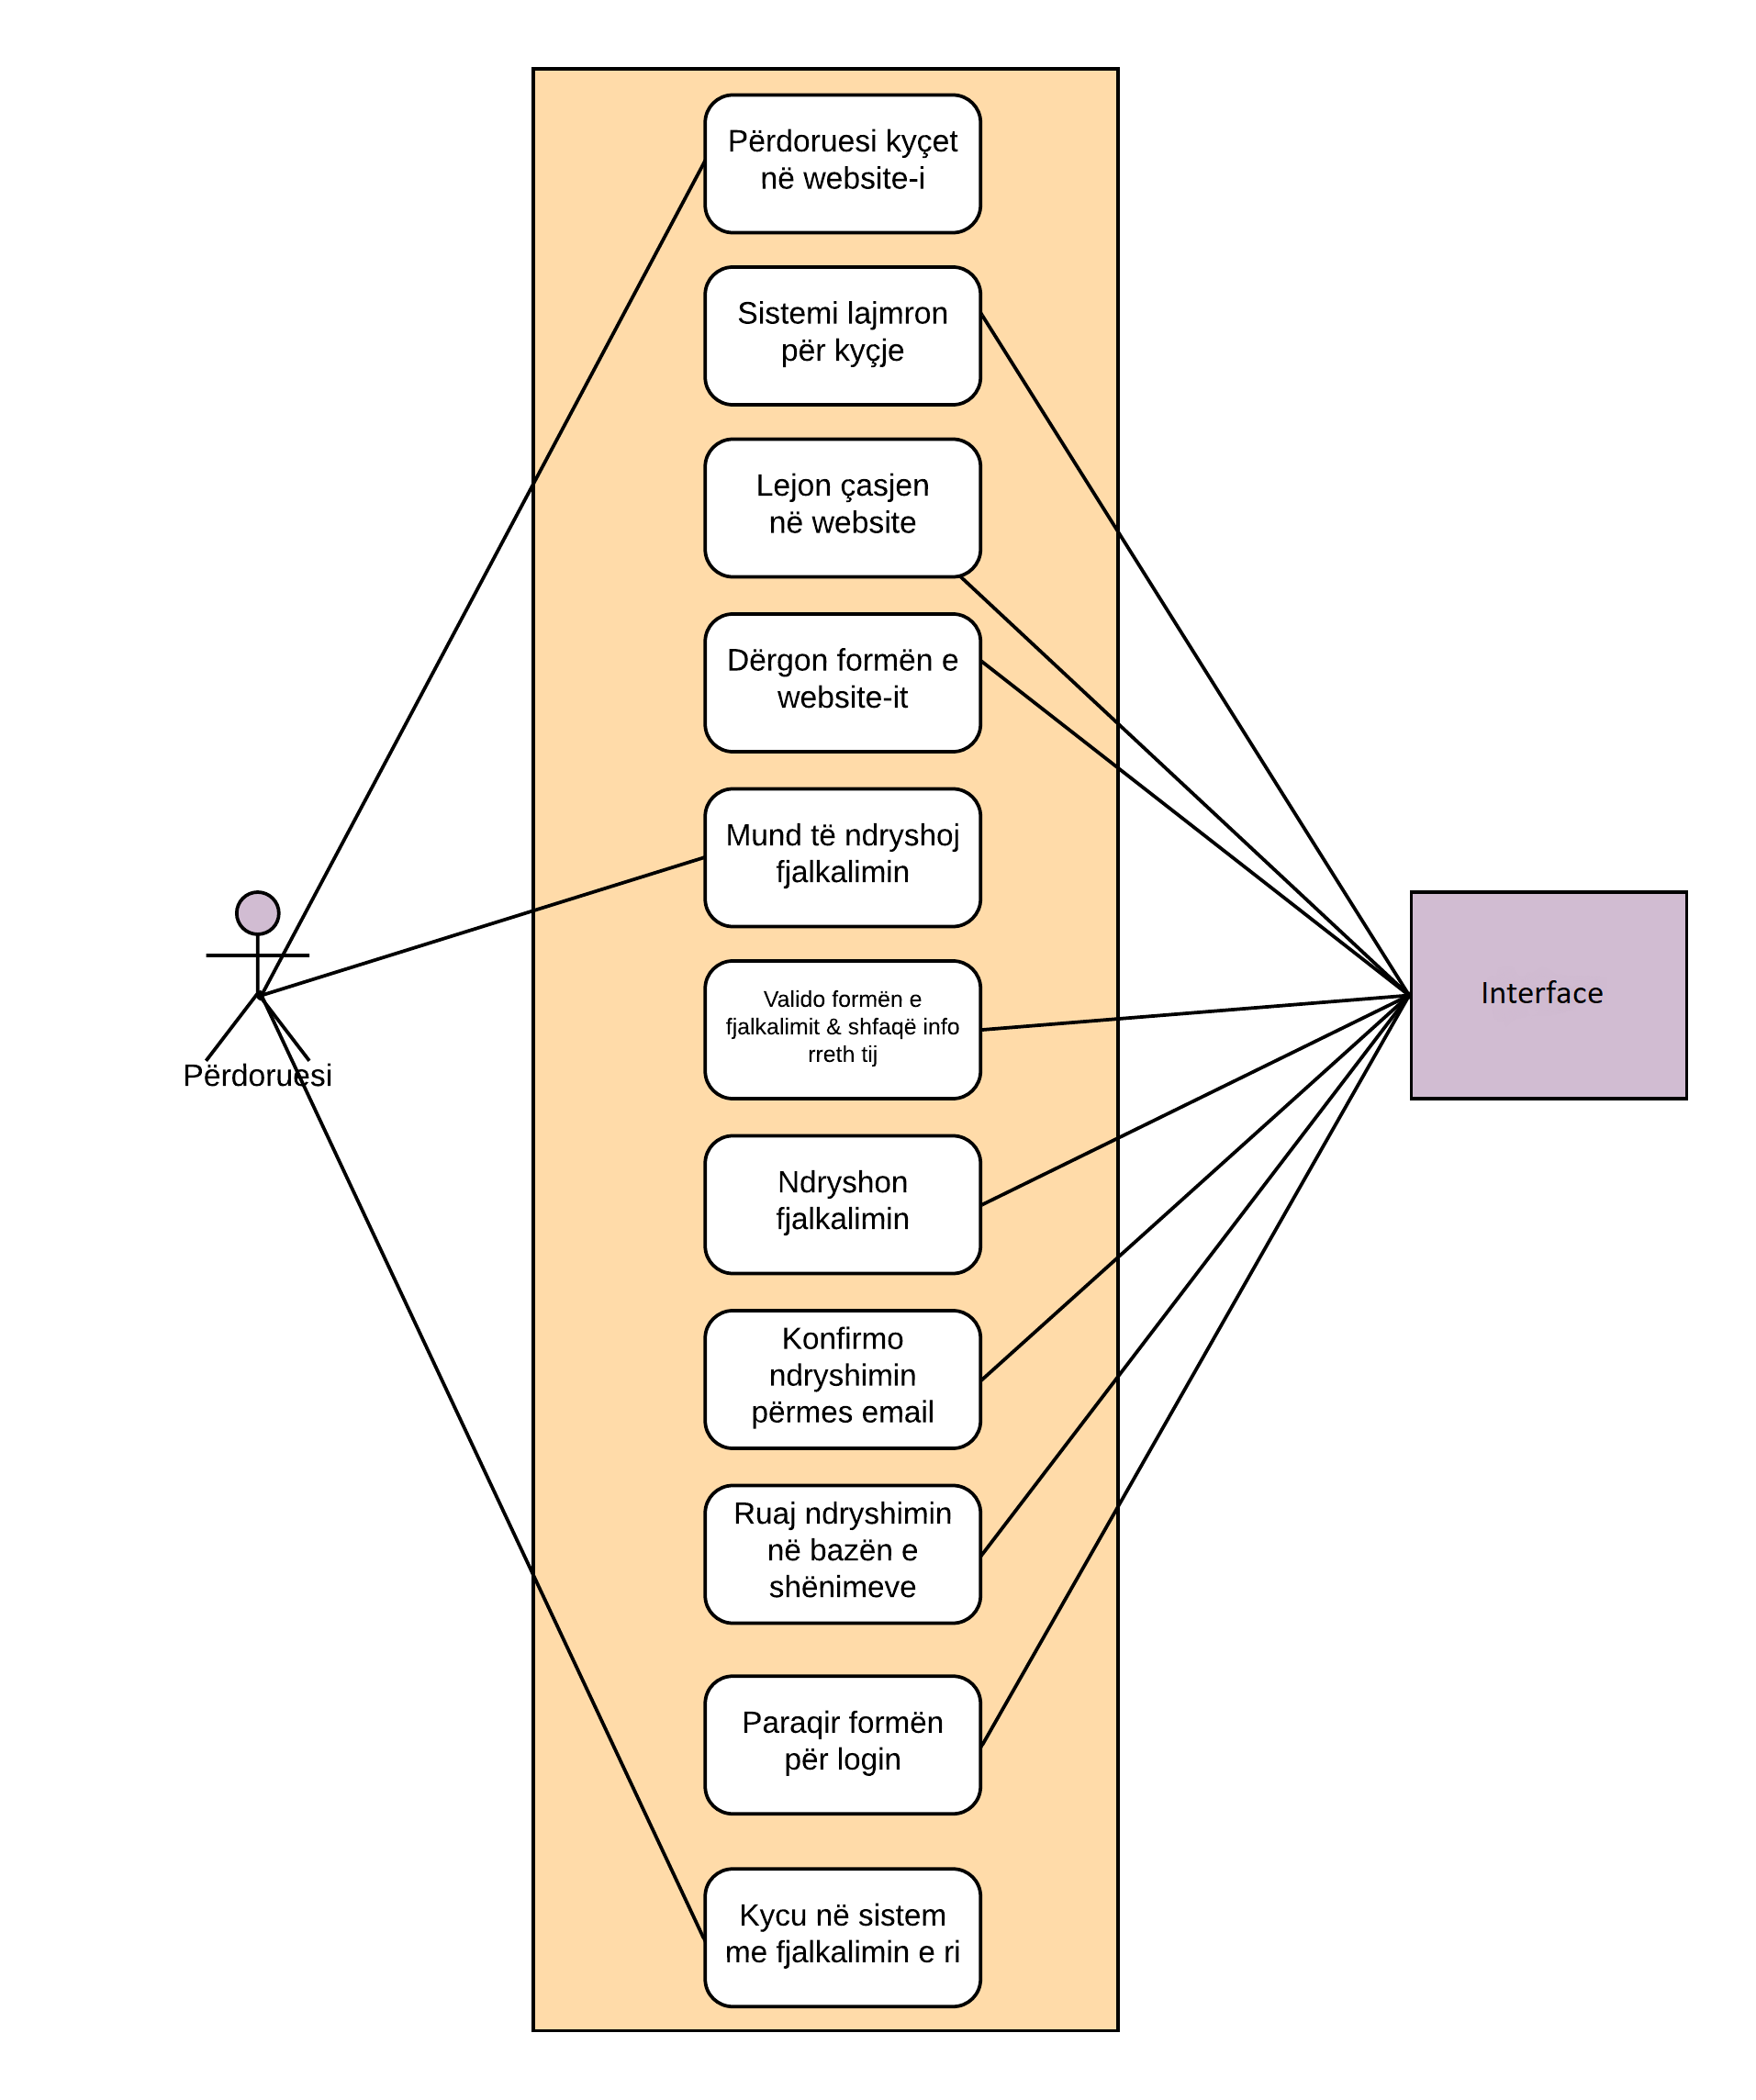 Përdoruesi kyçet
në website-i
Sistemi lajmron
për kyçje
Lejon çasjen
në website
Dërgon formën e
website-it
Mund të ndryshoj
fjalkalimin
Valido formën e
fjalkalimit & shfaqë info
rreth tij
Ndryshon
fjalkalimin
Konfirmo
ndryshimin
përmes email
Ruaj ndryshimin
në bazën e
shënimeve
Paraqir formën
për login
Kycu në sistem
me fjalkalimin e ri
Përdoruesi
Interface